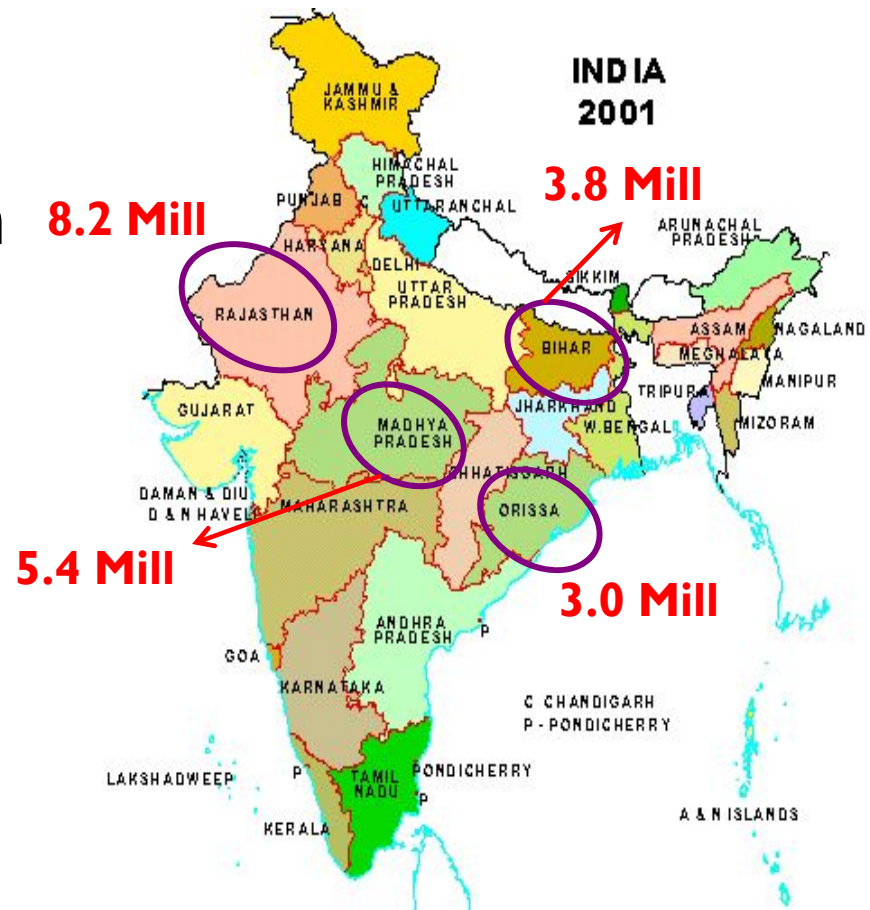 INDIA
2001
JAMMU &
KASHMIR
HIMACHAL
PRADESH
3.8 Mill
PUNJAB
C
UTTARANCHAL
8.2 Mill
ARUNACHAL
PRADESH
HARYANA
DELHI
SIKKIM
UTTAR
PRADESH
RAJASTHAN
ASSAM
NAGALAND
BIHAR
MEGHALAYA
MANIPUR
TRIPURA
GUJARAT
JHARKHAND
MADHYA
PRADESH
W.BENGAL
MIZORAM
CHHATISGARH
DAMAN & DIU
D & N HAVELI
MAHARASHTRA
ORISSA
5.4 Mill
3.0 Mill
ANDHRA
PRADESH
P
GOA
KARNATAKA
C CHANDIGARH
P - PONDICHERRY
LAKSHADWEEP
P
TAMIL
NADU
PONDICHERRY
P
KERALA
A & N ISLANDS